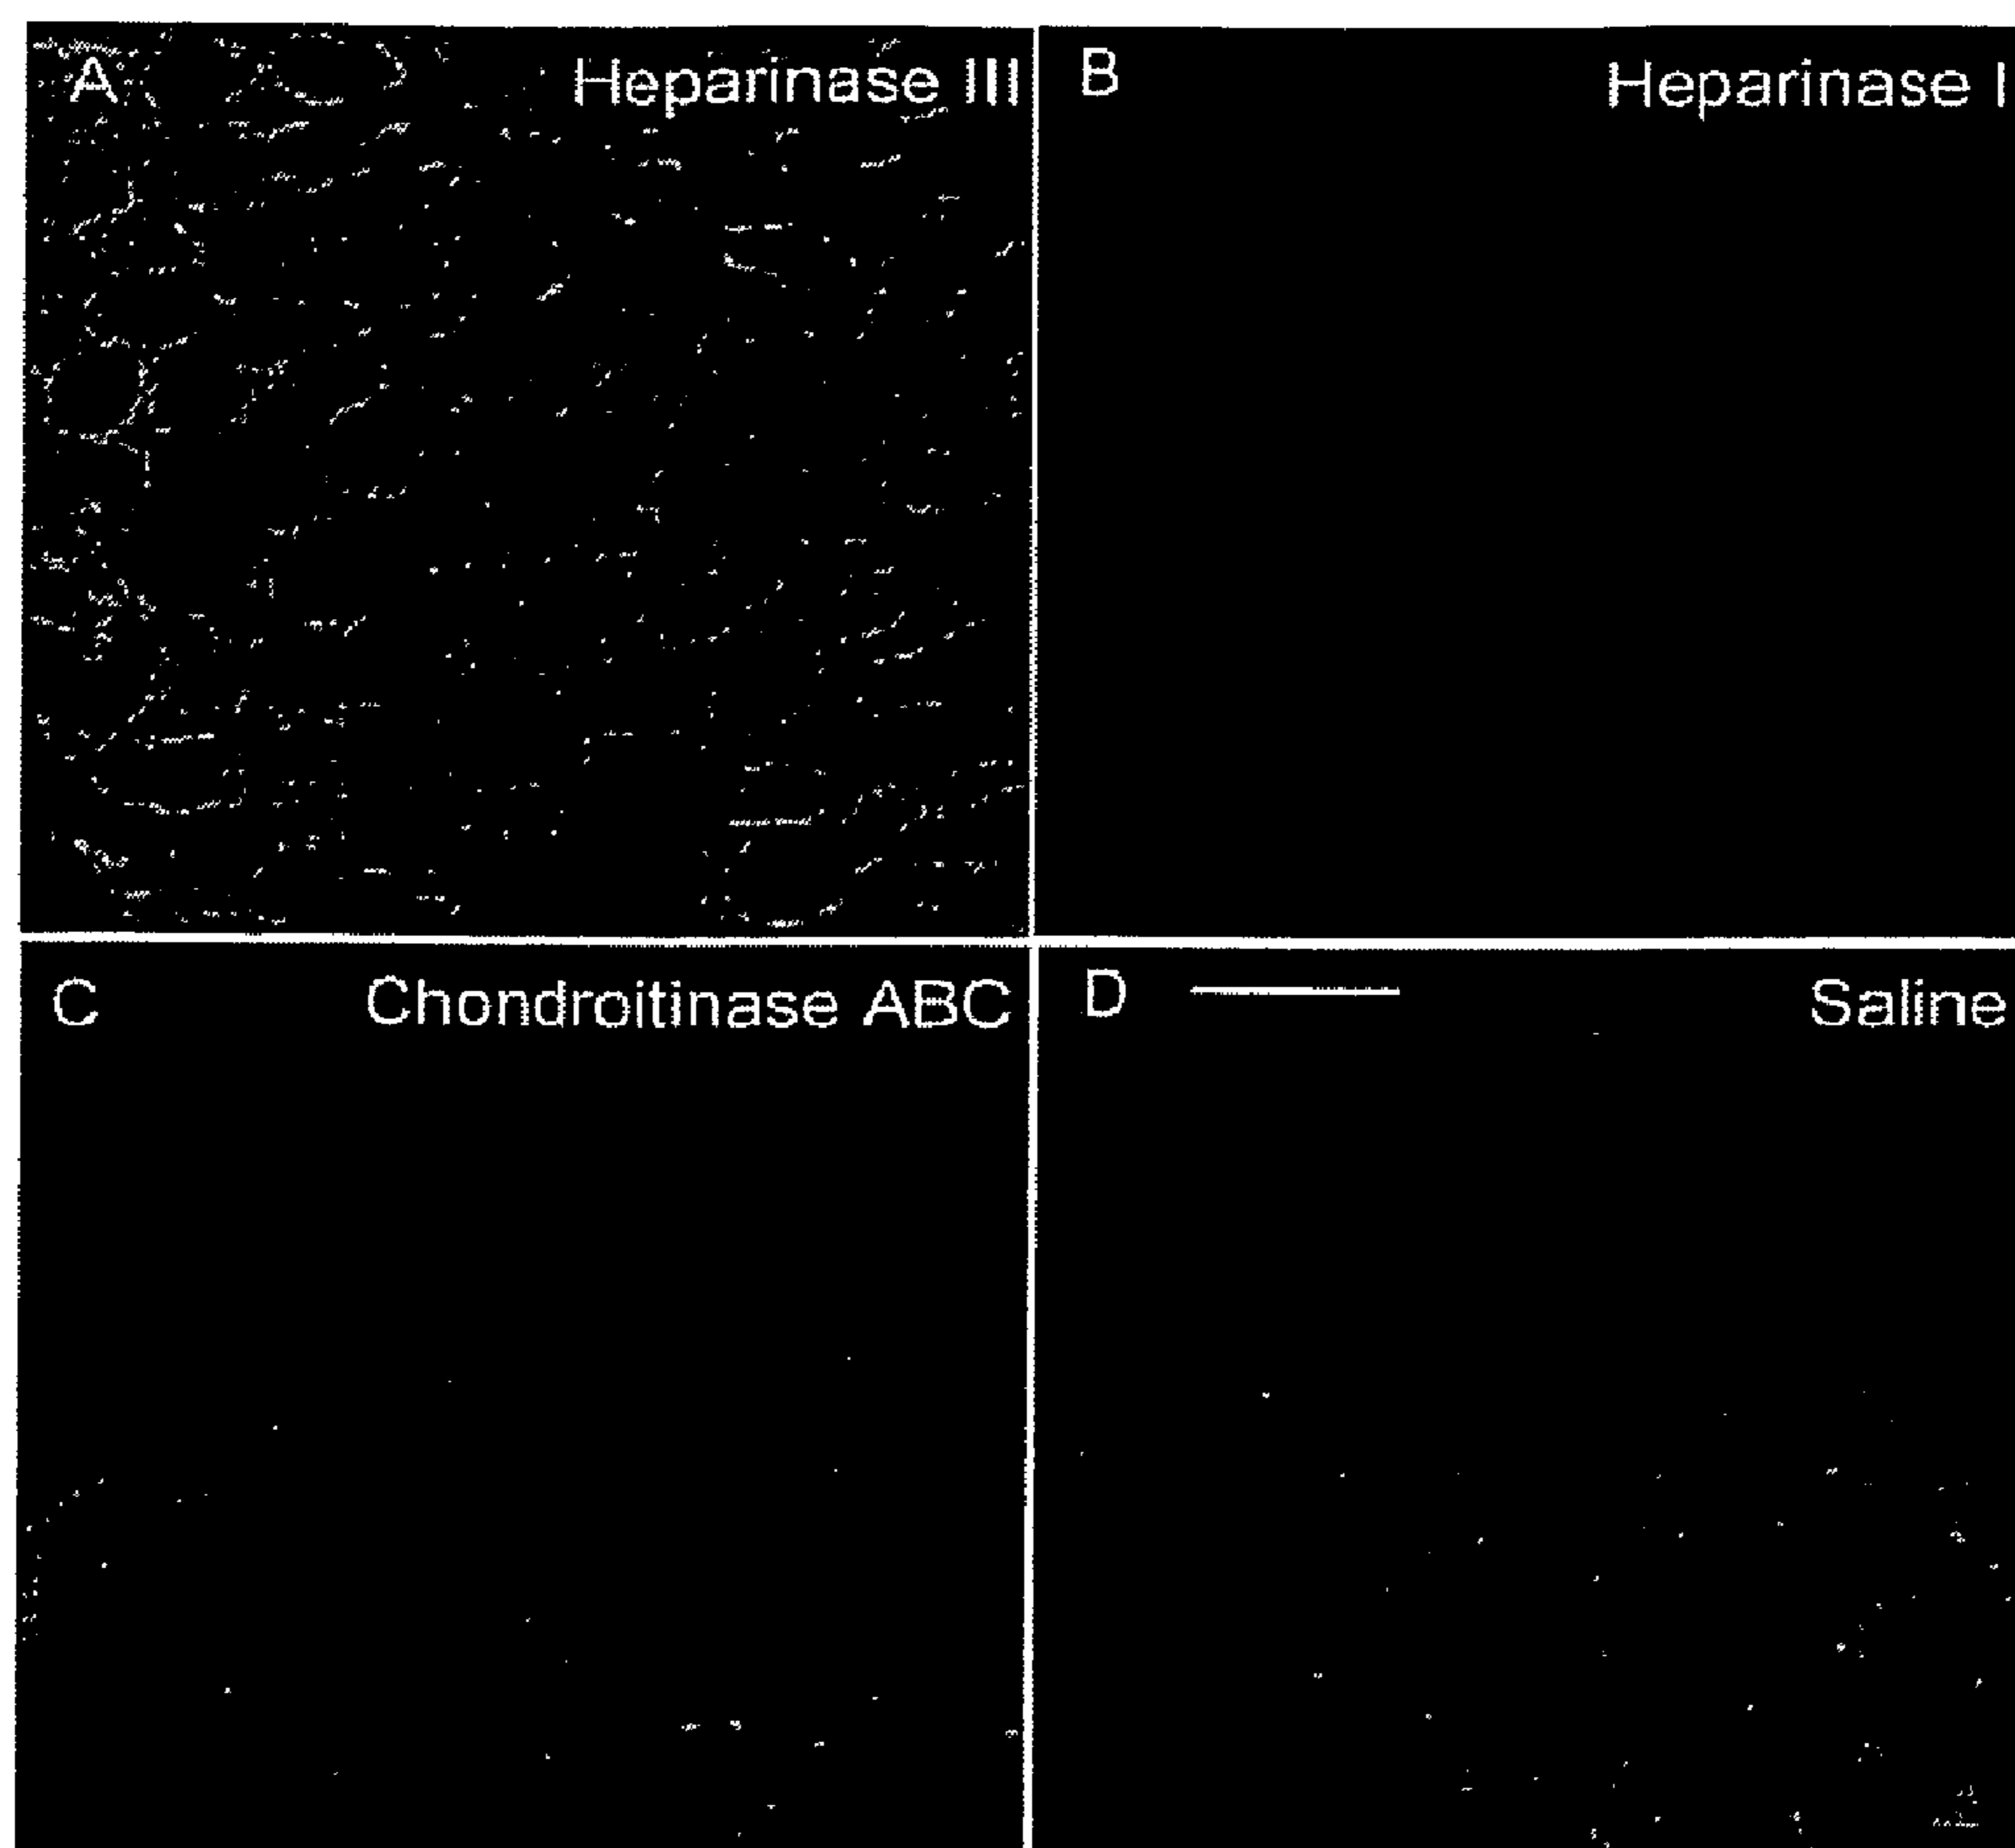 A Heparinase III
B Heparinase I
C Chondroitinase ABC
D Saline